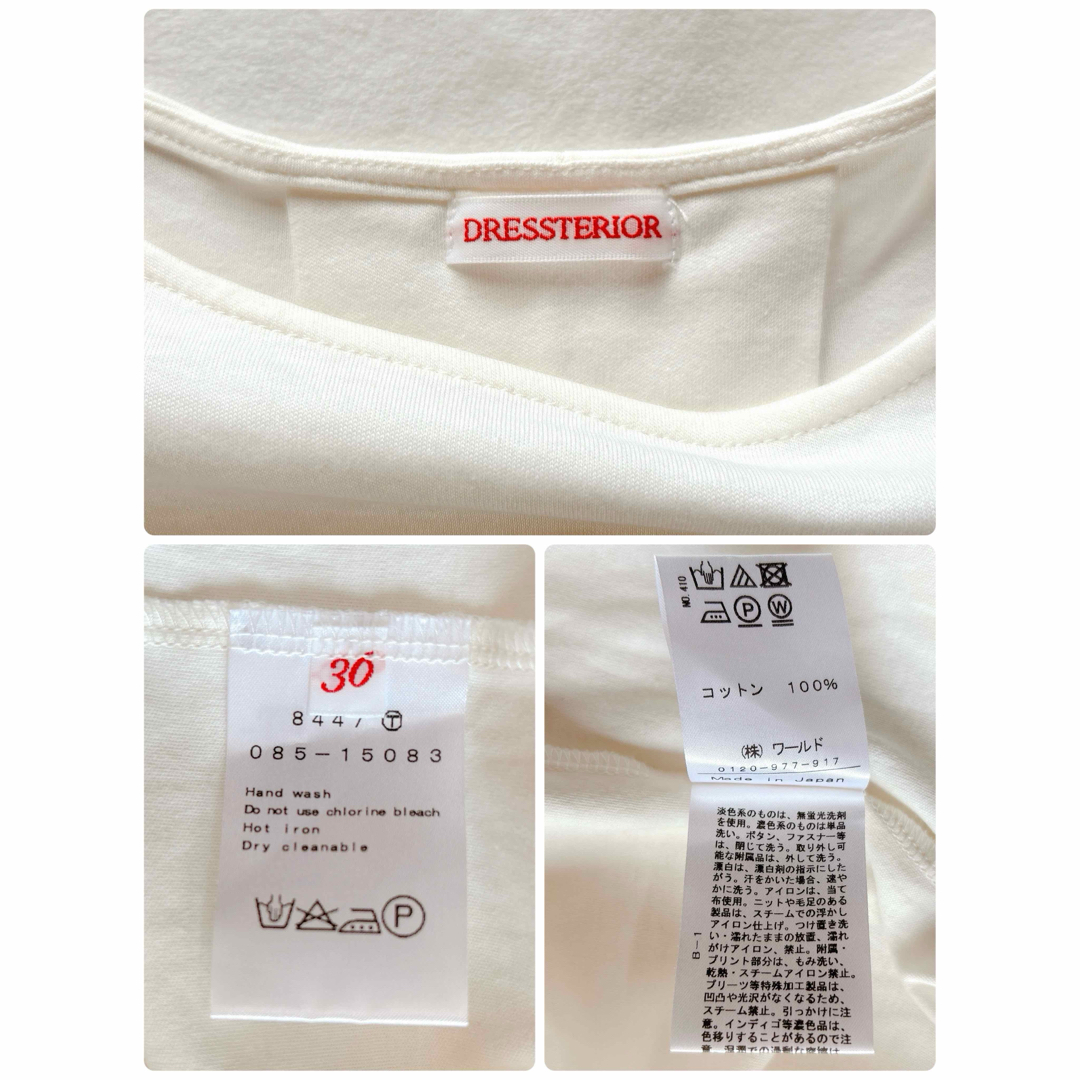 DRESSTERIOR
30
8447 Ⓣ
085-15083
Hand wash
Do not use chlorine bleach
Hot iron
Dry cleanable
P
NO.410
P W
コットン 100%
(株) ワールド
0120-977-917
Made in Japan
淡色系のものは、無蛍光洗剤
を使用。濃色系のものは単品
洗い。ボタン、ファスナー等
は、閉じて洗う。取り外し可
能な附属品は、外して洗う。
漂白は、漂白剤の指示にした
がう。汗をかいた場合、速や
かに洗う。アイロンは、当て
布使用。ニットや毛足のある
製品は、スチームでの浮かし
アイロン仕上げ。つけ置き洗
い・濡れたままの放置、濡れ
がけアイロン、禁止。附属・
プリント部分は、もみ洗い、
乾熱・スチームアイロン禁止。
プリーツ等特殊加工製品は、
凹凸や光沢がなくなるため、
スチーム禁止。引っかけに注
意。インディゴ等濃色品は、
色移りすることがあるので注
B-1